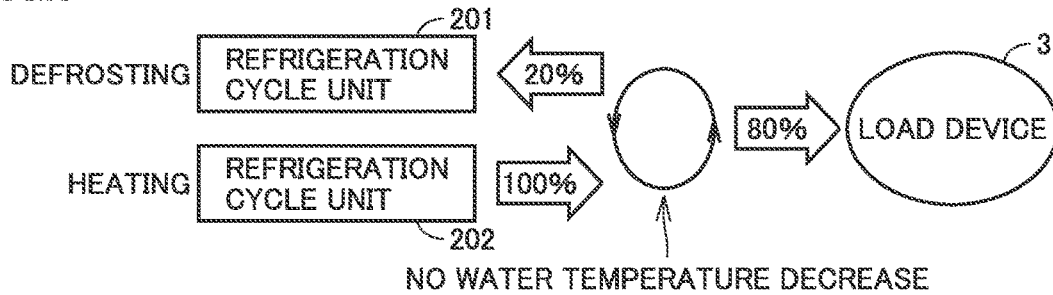 201
DEFROSTING
REFRIGERATION
CYCLE UNIT
20%
3
80%
LOAD DEVICE
HEATING
REFRIGERATION
CYCLE UNIT
100%
202
NO WATER TEMPERATURE DECREASE